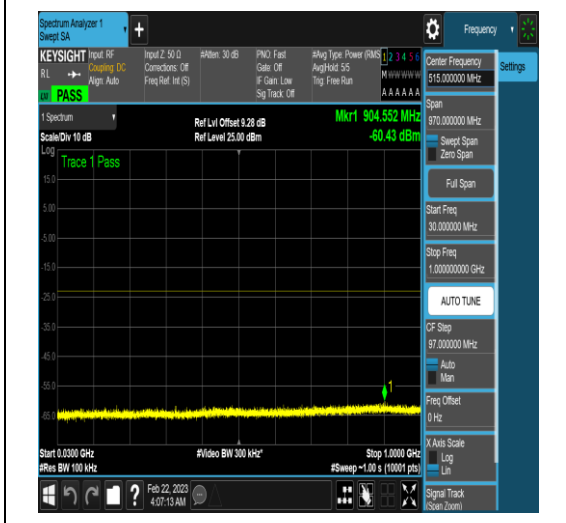 Spectrum Analyzer 1
Swept SA
+
Frequency
KEYSIGHT
RL
PASS
Input: RF
Coupling: DC
Align: Auto
Input Z: 50 Ω
Corrections: Off
Freq Ref: Int (S)
#Atten: 30 dB
PNO: Fast
Gate: Off
IF Gain: Low
Sig Track: Off
#Avg Type: Power (RMS
Avg|Hold: 5/5
Trig: Free Run
1 2 3 4 5 6
M W W W W W
A A A A A A
Center Frequency
515.000000 MHz
Settings
1 Spectrum
Scale/Div 10 dB
Ref Lvl Offset 9.28 dB
Ref Level 25.00 dBm
Mkr1 904.552 MHz
-60.43 dBm
Log
Trace 1 Pass
15.0
5.00
-5.00
-15.0
-25.0
-35.0
-45.0
-55.0
-65.0
1
Start 0.0300 GHz
#Res BW 100 kHz
#Video BW 300 kHz*
Stop 1.0000 GHz
#Sweep ~1.00 s (10001 pts)
Span
970.000000 MHz
Swept Span
Zero Span
Full Span
Start Freq
30.000000 MHz
Stop Freq
1.000000000 GHz
AUTO TUNE
CF Step
97.000000 MHz
Auto
Man
Freq Offset
0 Hz
X Axis Scale
Log
Lin
Signal Track
(Span Zoom)
?
Feb 22, 2023
4:07:13 AM